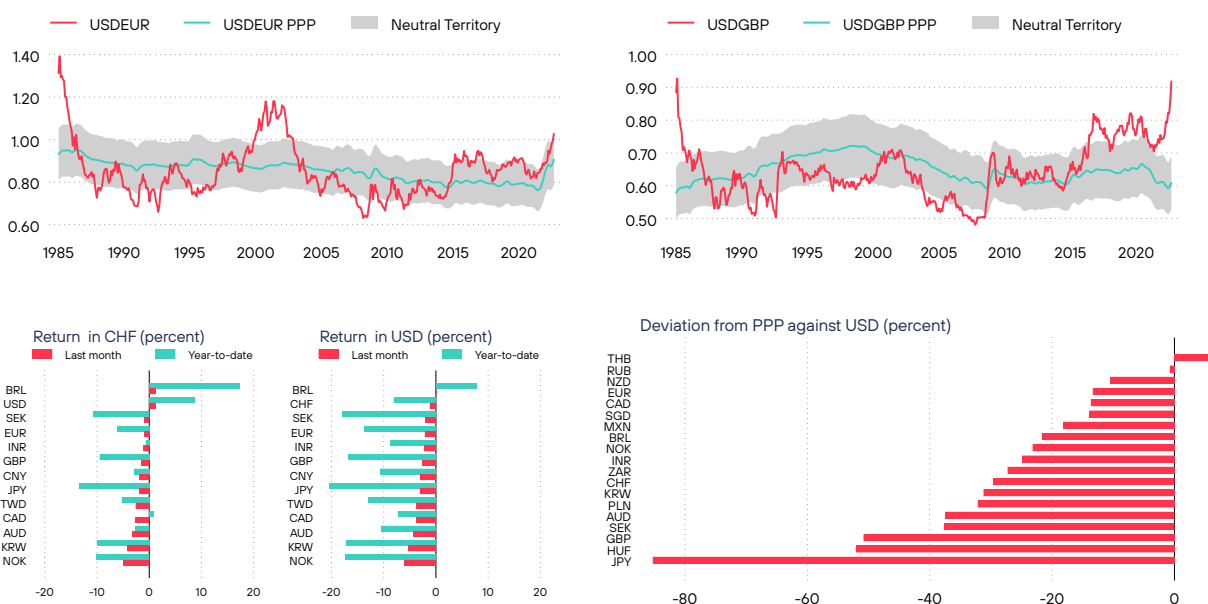 USDEUR USDEUR PPP Neutral Territory
1.40
1.20
1.00
0.80
0.60
1985 1990 1995 2000 2005 2010 2015 2020
USDGBP USDGBP PPP Neutral Territory
1.00
0.90
0.80
0.70
0.60
0.50
1985 1990 1995 2000 2005 2010 2015 2020
Return in CHF (percent)
Last month Year-to-date
BRL
USD
SEK
EUR
INR
GBP
CNY
JPY
TWD
CAD
AUD
KRW
NOK
-20 -10 0 10 20
Return in USD (percent)
Last month Year-to-date
BRL
CHF
SEK
EUR
INR
GBP
CNY
JPY
TWD
CAD
AUD
KRW
NOK
-20 -10 0 10 20
Deviation from PPP against USD (percent)
THB
RUB
NZD
EUR
CAD
SGD
MXN
BRL
NOK
INR
ZAR
CHF
KRW
PLN
AUD
SEK
GBP
HUF
JPY
-80 -60 -40 -20 0